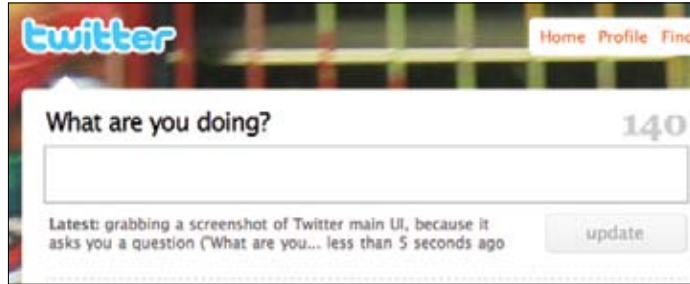 twitter
Home Profile Find
What are you doing?
140
Latest: grabbing a screenshot of Twitter main UI, because it
asks you a question ("What are you... less than 5 seconds ago
update